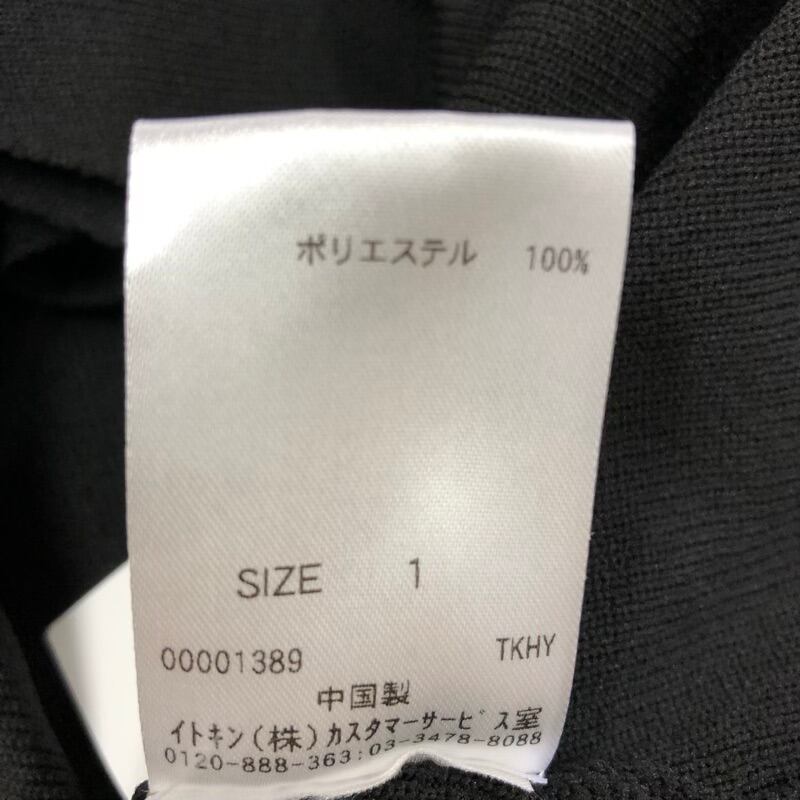 ポリエステル 100%
SIZE 1
00001389 TKHY
中国製
イトキン(株)カスタマーサービス室
0120-888-363:03-3478-8088